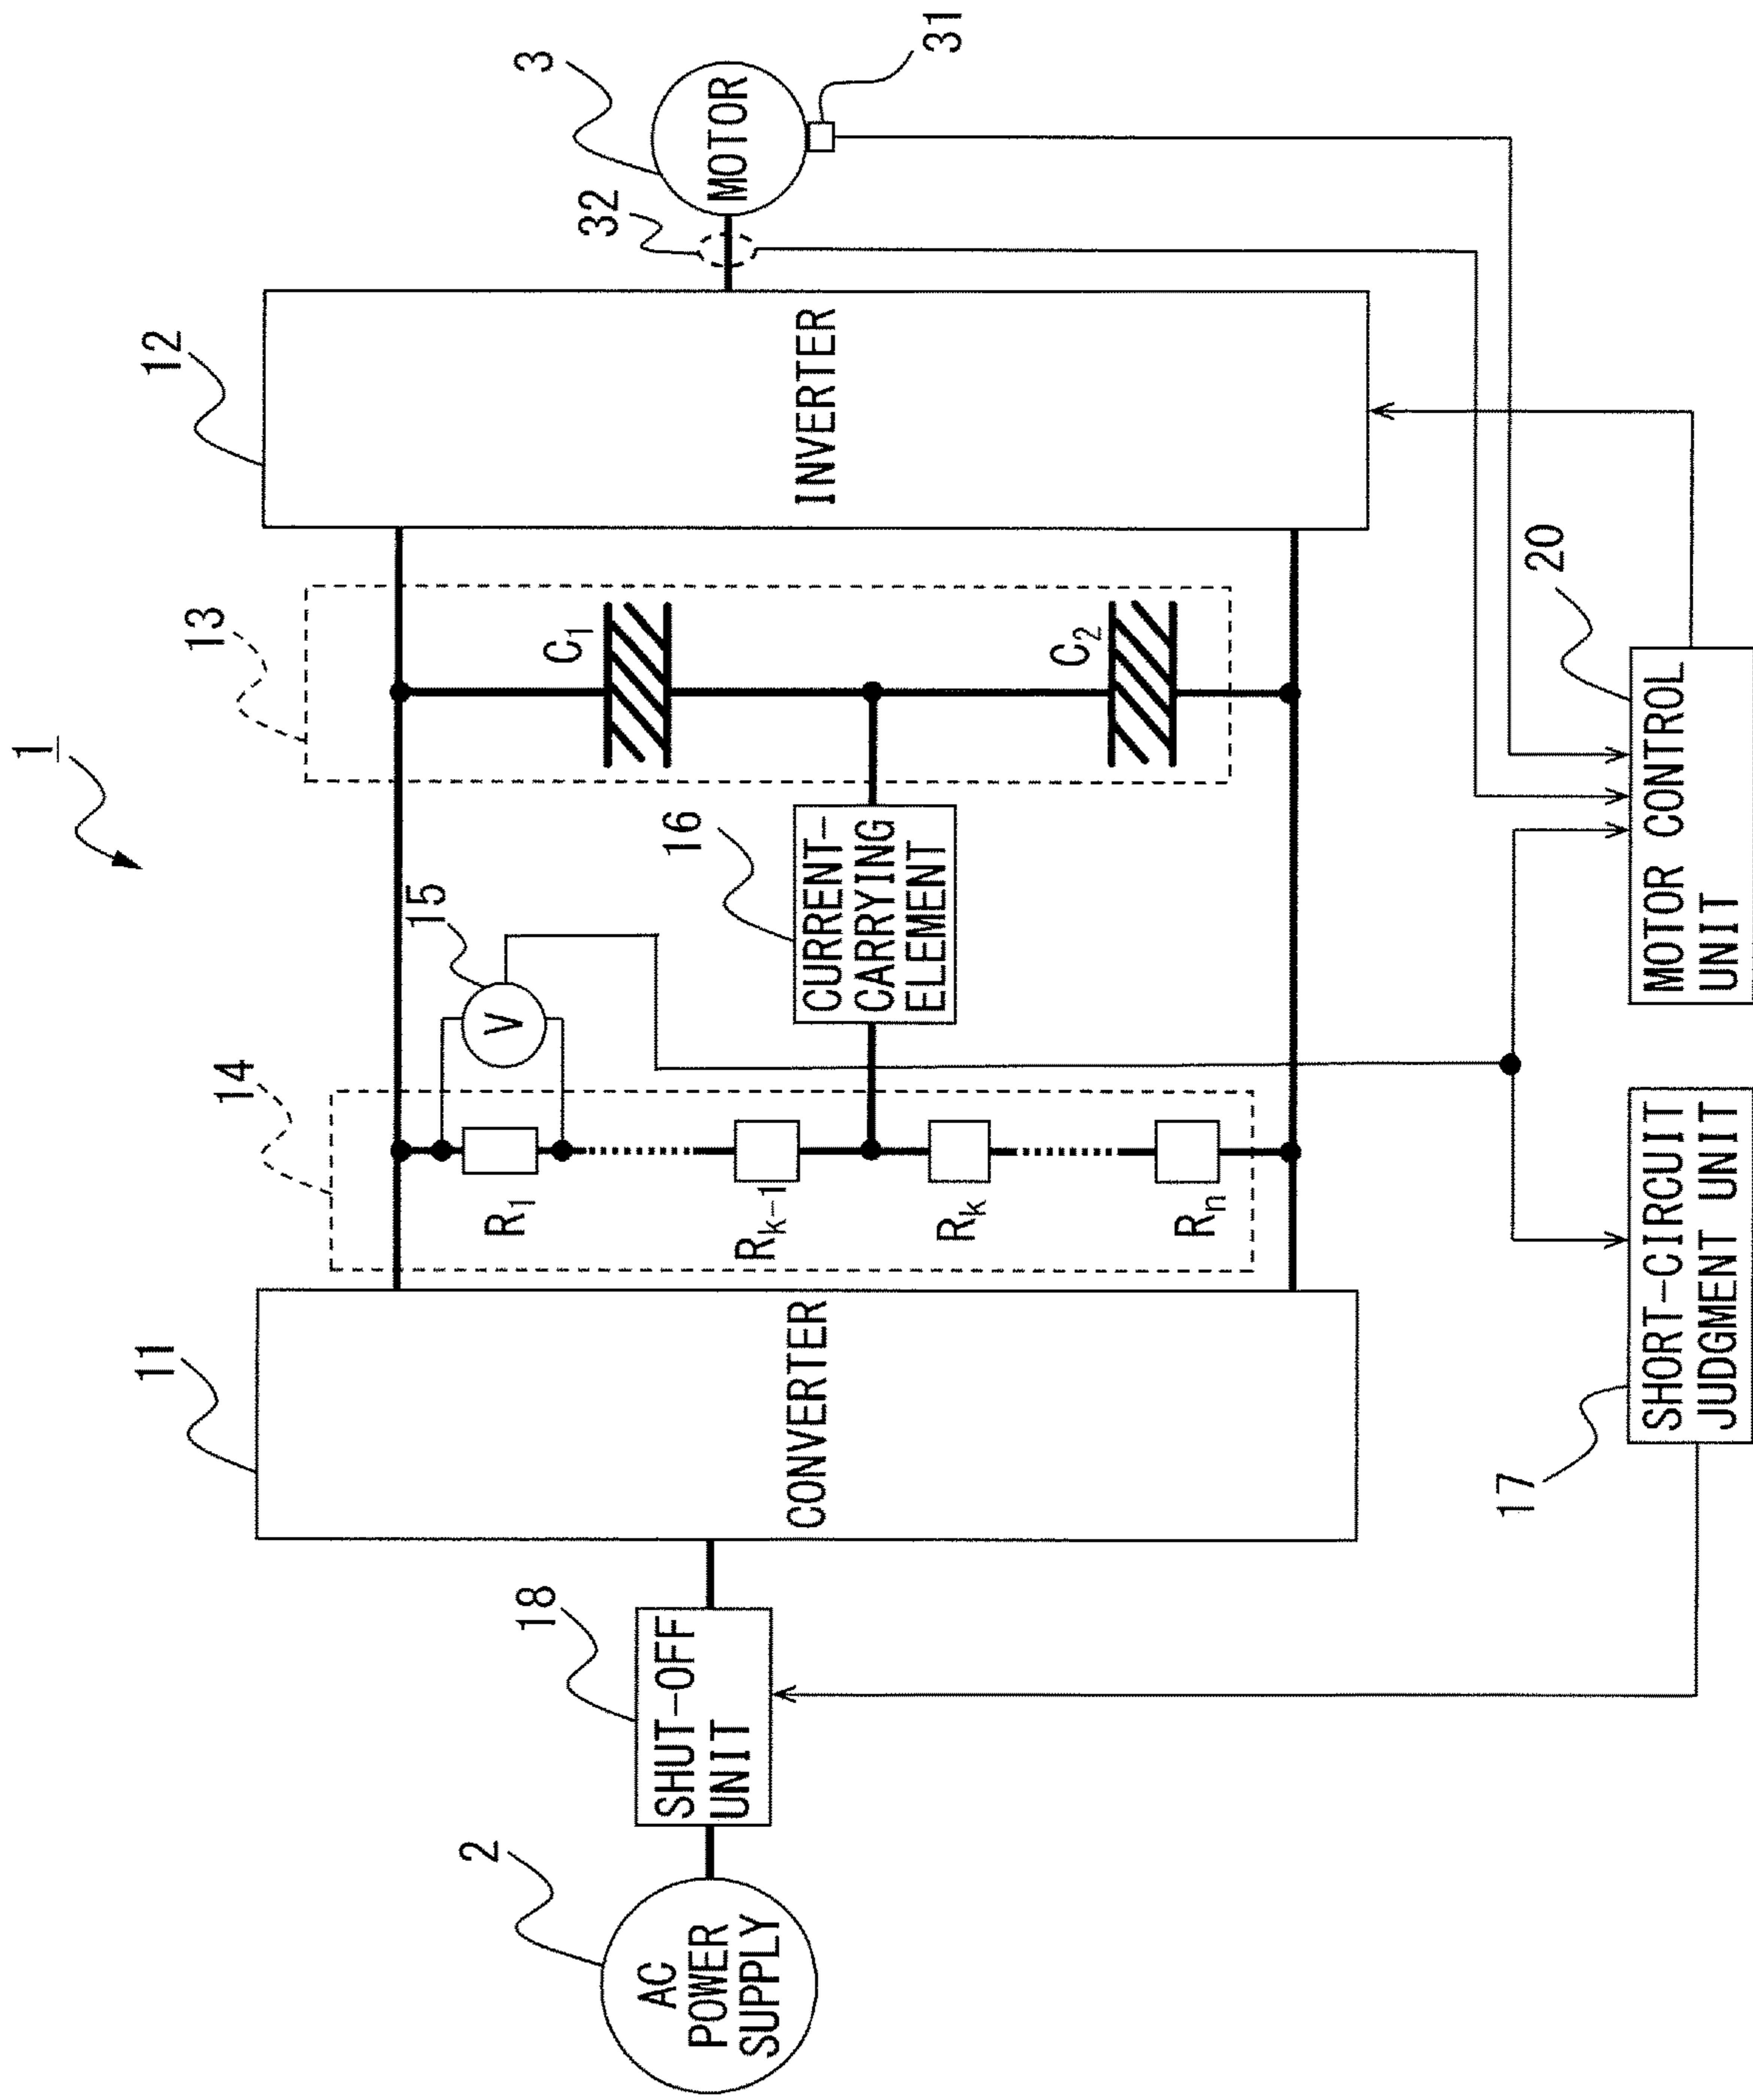 1
11
CONVERTER
12
INVERTER
13
C1
C2
14
R1
Rk-1
Rk
Rn
15
V
16
CURRENT-
CARRYING
ELEMENT
2
AC
POWER
SUPPLY
18
SHUT-OFF
UNIT
3
MOTOR
31
32
17
SHORT-CIRCUIT
JUDGMENT UNIT
20
MOTOR CONTROL
UNIT